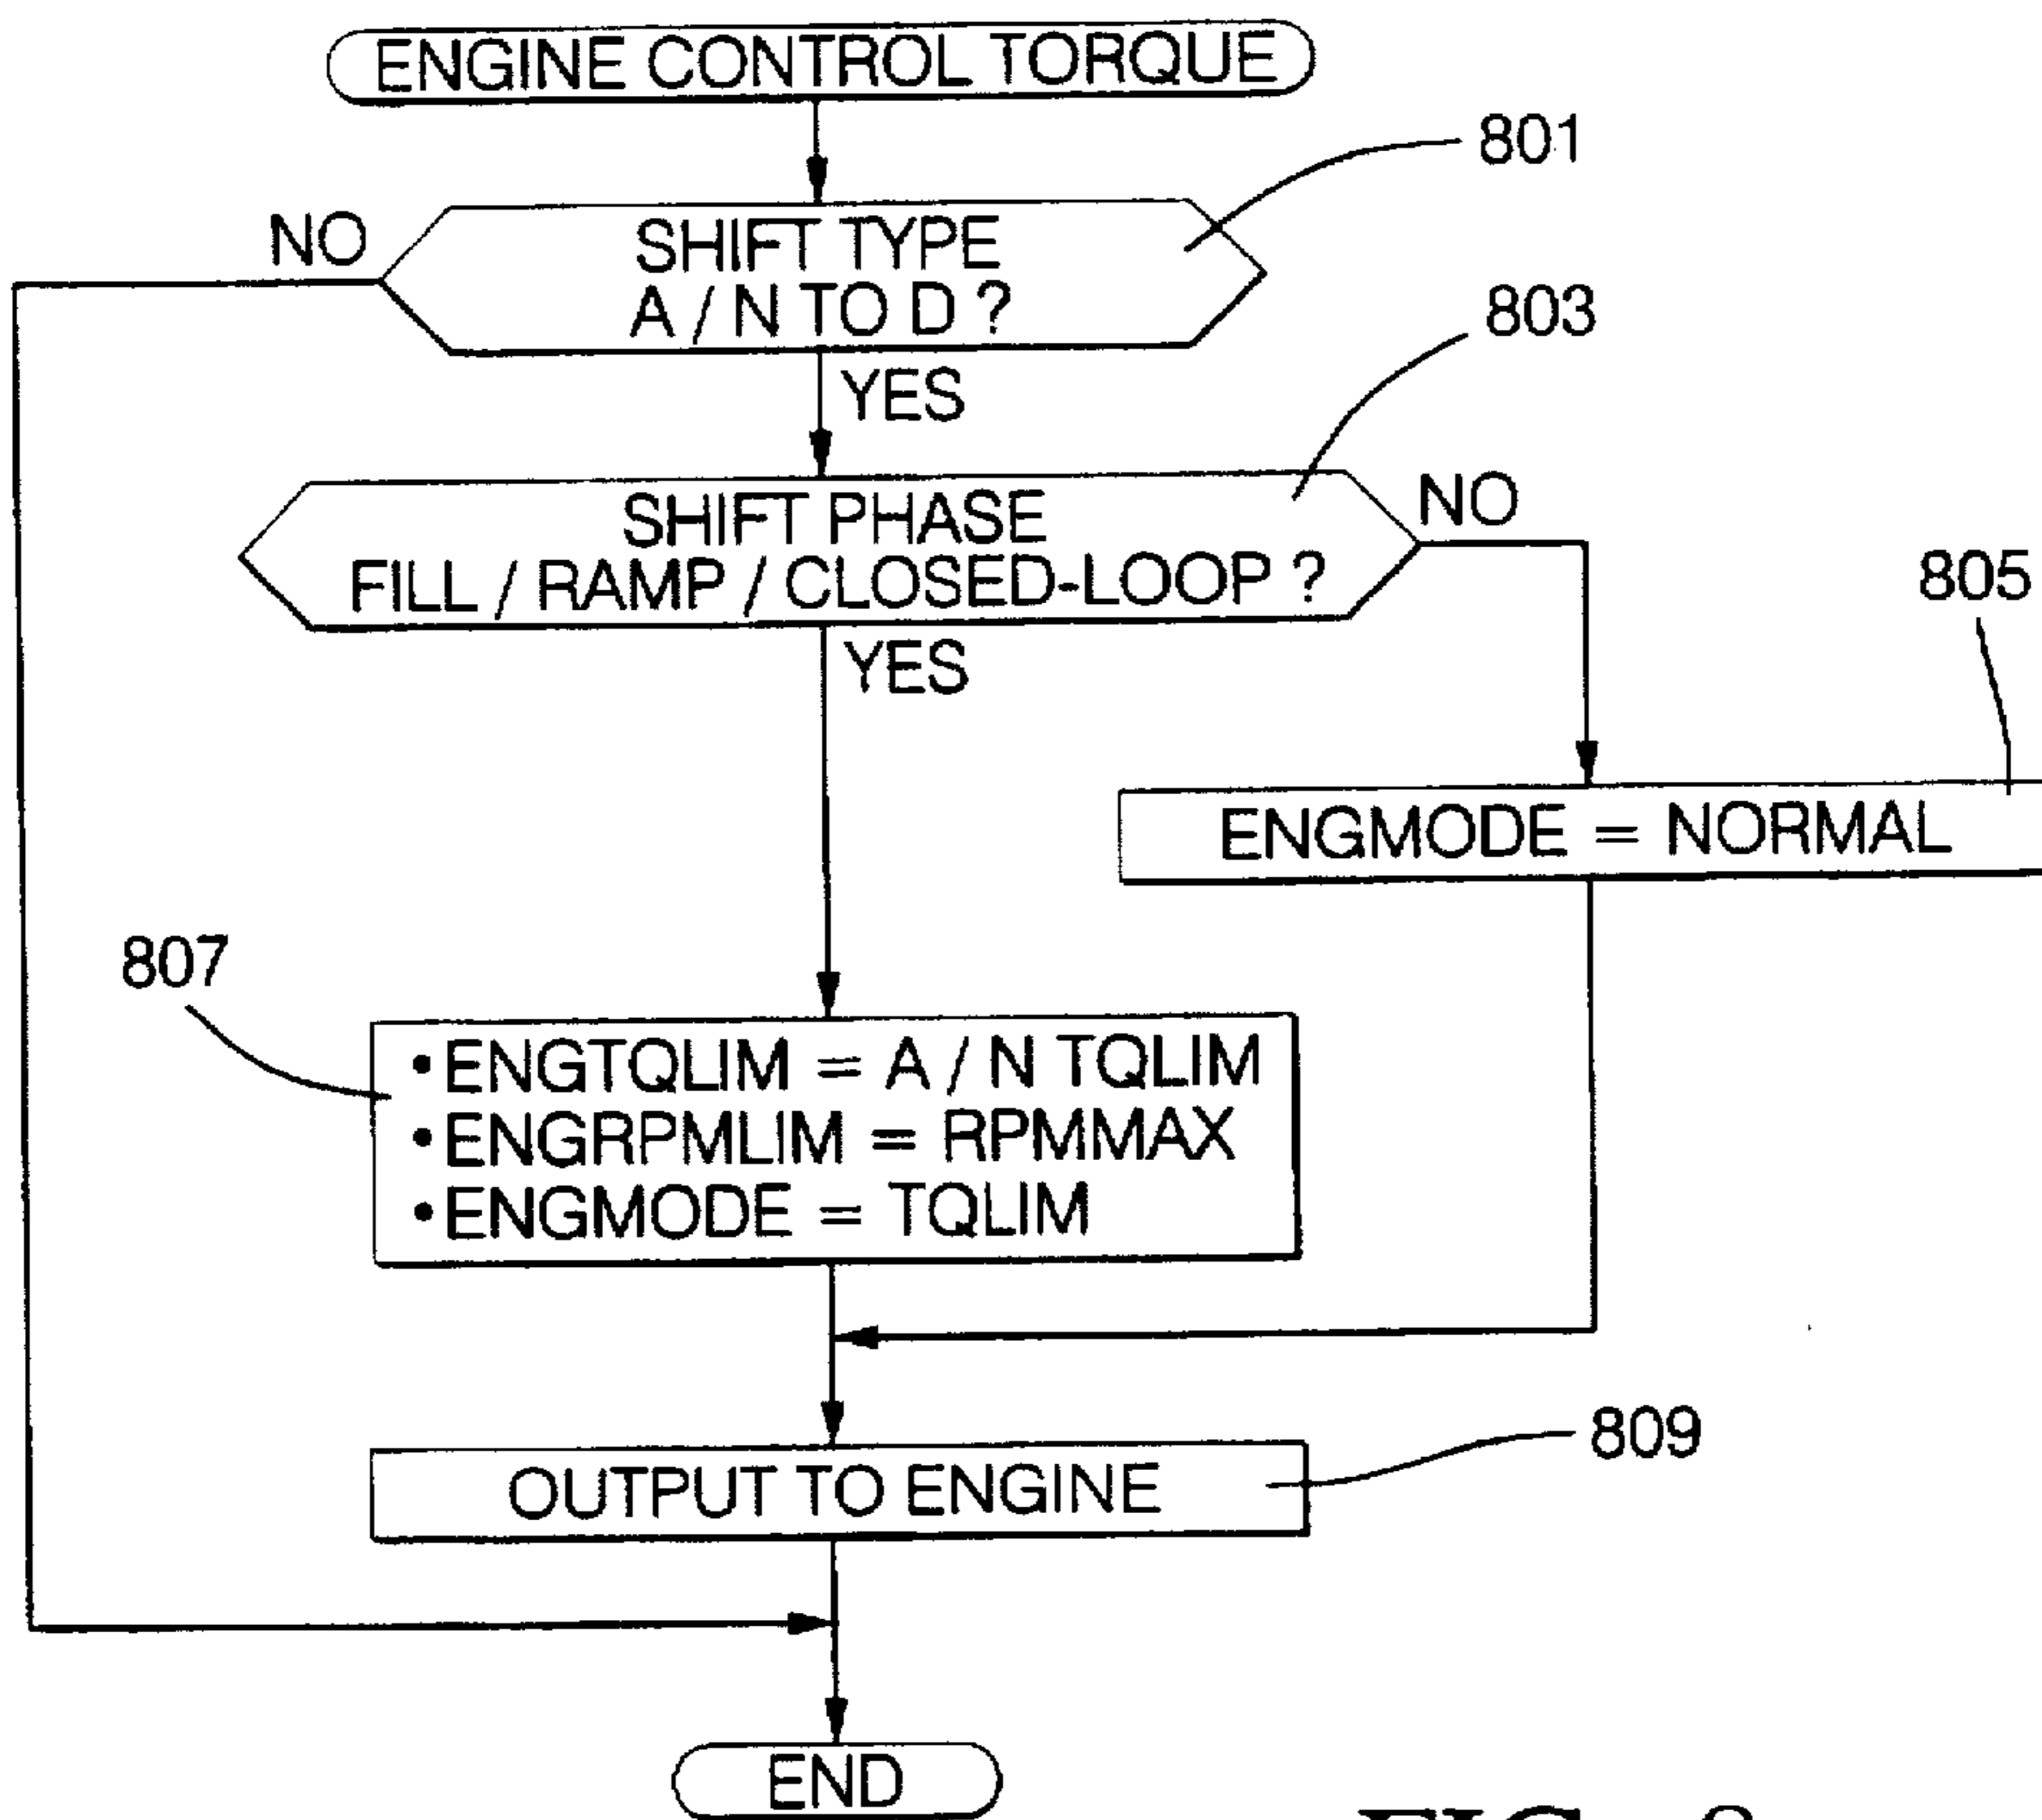 ENGINE CONTROL TORQUE
801
NO
SHIFT TYPE
A / N TO D ?
803
YES
SHIFT PHASE
FILL / RAMP / CLOSED-LOOP ?
NO
805
YES
ENGMODE = NORMAL
807
• ENGTQLIM = A / N TQLIM
• ENGRPMLIM = RPMMAX
• ENGMODE = TQLIM
809
OUTPUT TO ENGINE
END